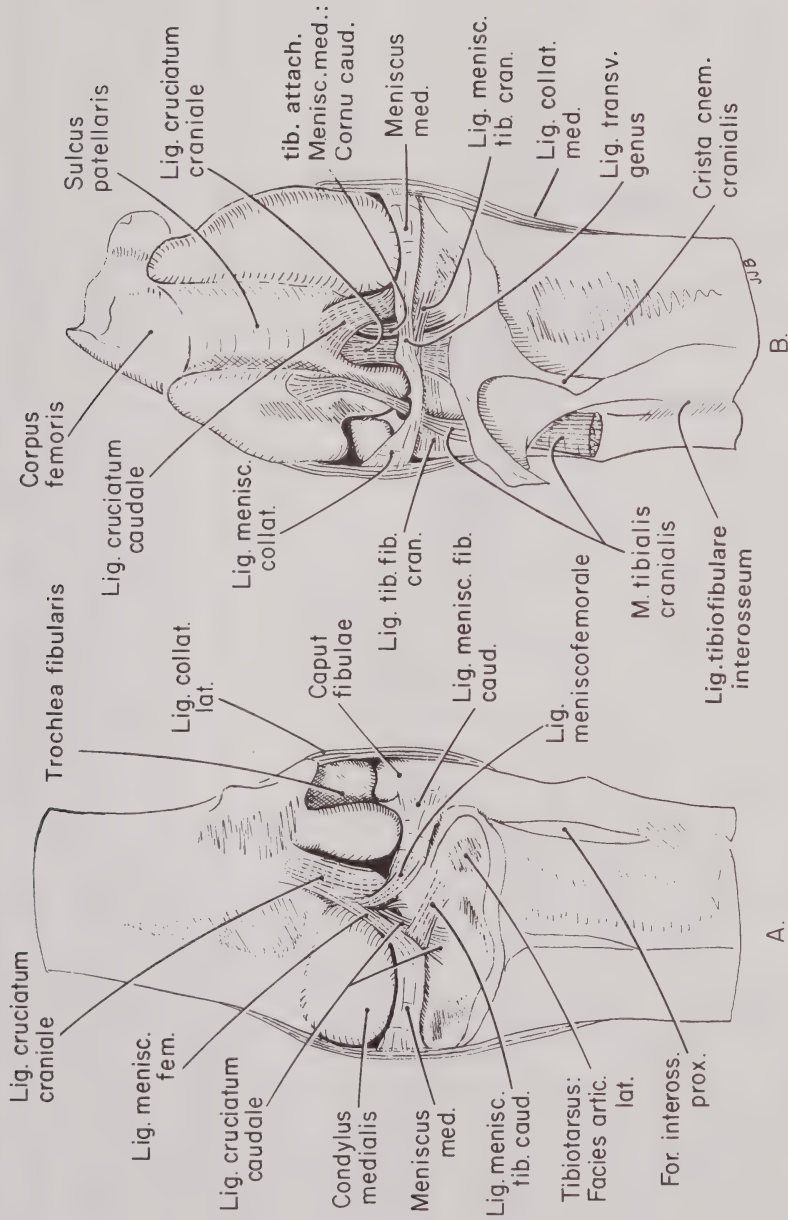 Lig. cruciatum
craniale
Lig. menisc.
fem.
Lig. cruciatum
caudale
Condylus
medialis
Meniscus
med.
Lig. menisc.
tib. caud.
Tibiotarsus:
Facies artic.
lat.
For. inteross.
prox.
Trochlea fibularis
Lig. collat.
lat.
Caput
fibulae
Lig. menisc. fib.
caud.
Lig.
meniscofemorale
A.
Corpus
femoris
Lig. cruciatum
caudale
Lig. menisc.
collat.
Lig. tib. fib.
cran.
M. tibialis
cranialis
Lig. tibiofibulare
interosseum
Sulcus
patellaris
Lig. cruciatum
craniale
tib. attach.
Menisc. med.:
Cornu caud.
Meniscus
med.
Lig. menisc.
tib. cran.
Lig. collat.
med.
Lig. transv.
genus
Crista cnem.
cranialis
JJB
B.